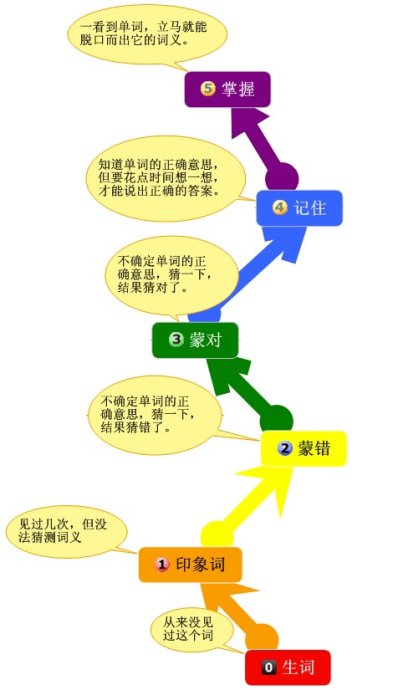 一看到单词，立马就能
脱口而出它的词义。
5 掌握
知道单词的正确意思，
但要花点时间想一想，
才能说出正确的答案。
4 记住
不确定单词的正
确意思，猜一下，
结果猜对了。
3 蒙对
不确定单词的正
确意思，猜一下，
结果猜错了。
2 蒙错
见过几次，但没
法猜测词义
1 印象词
从来没见
过这个词
0 生词